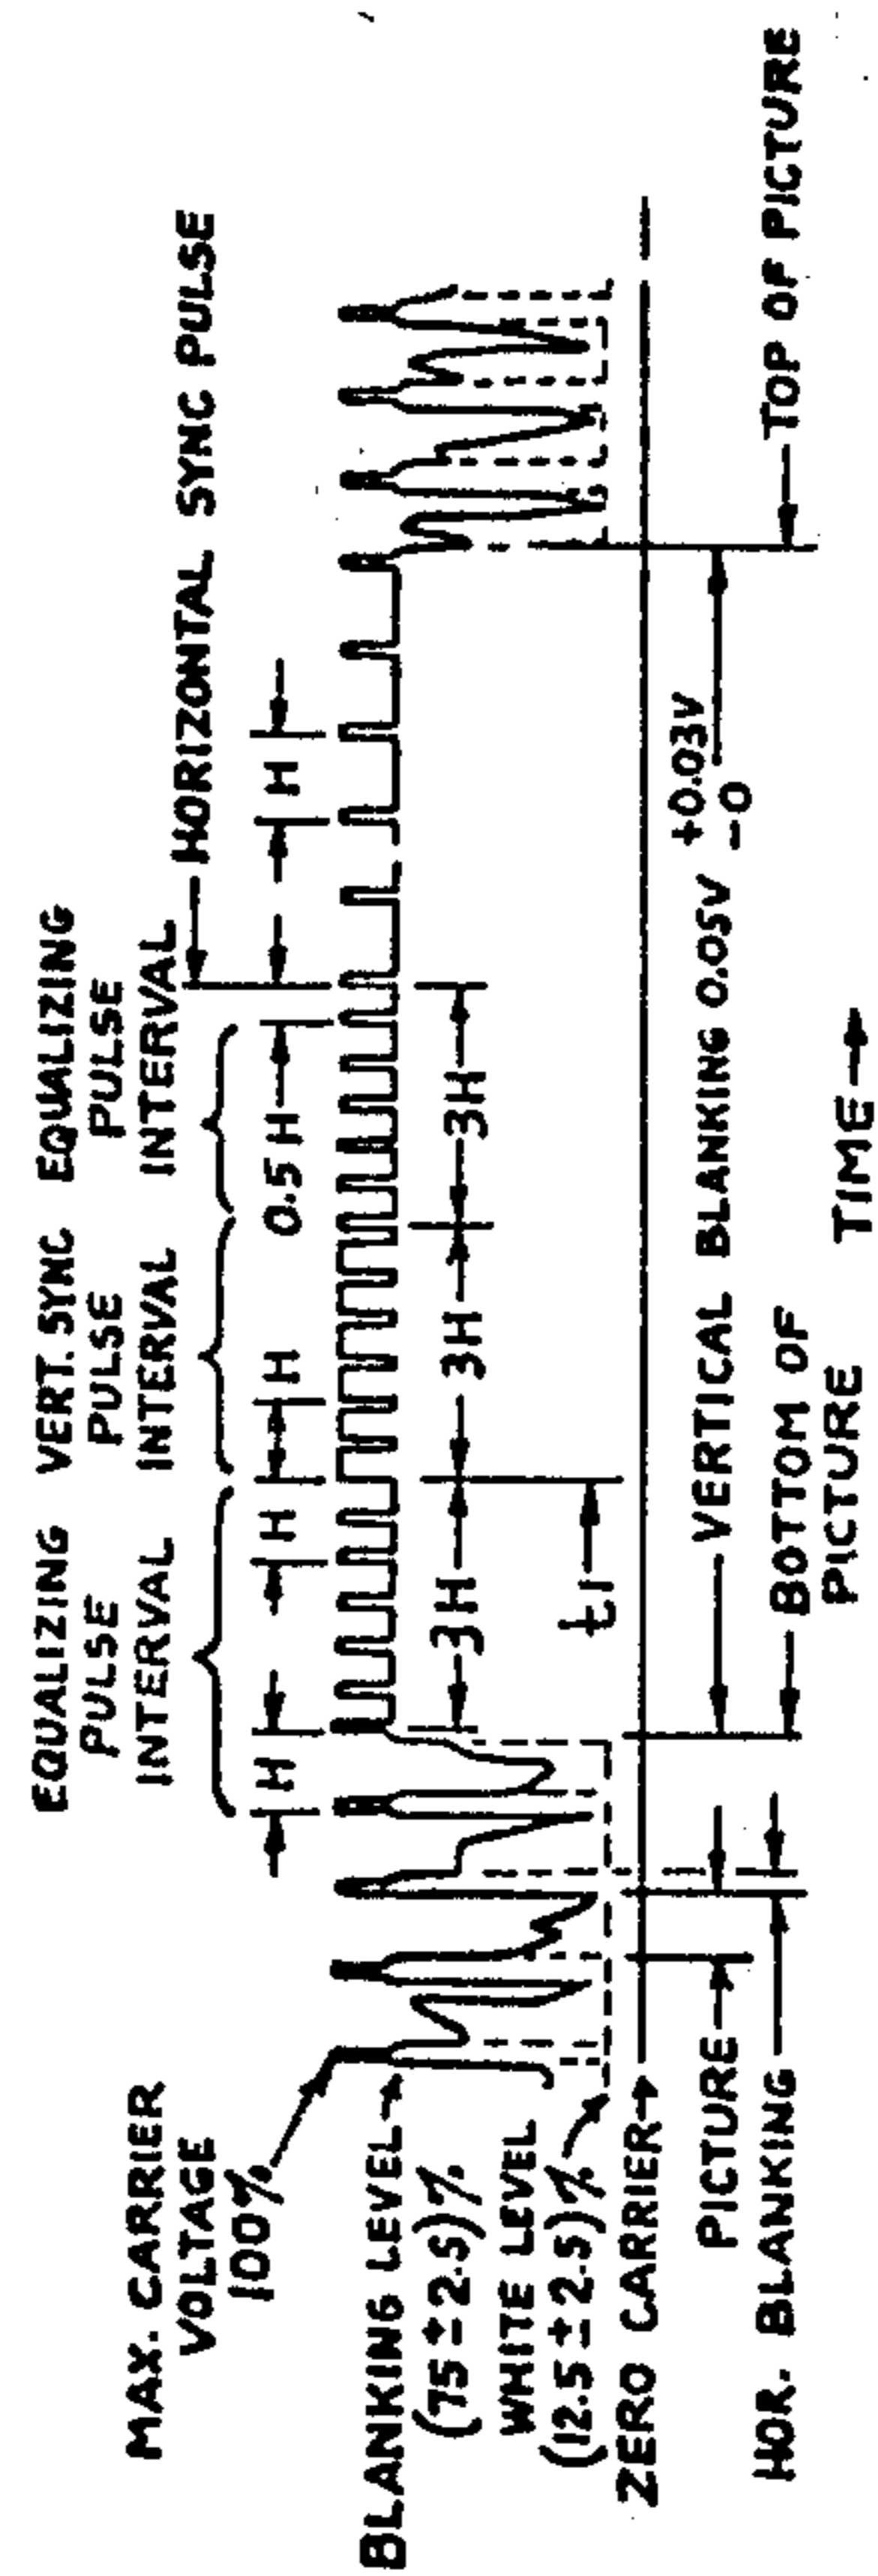 EQUALIZING
PULSE
INTERVAL
VERT. SYNC
PULSE
INTERVAL
EQUALIZING
PULSE
INTERVAL
HORIZONTAL SYNC PULSE
MAX. CARRIER
VOLTAGE
100%
H
H
H
0.5H
H
BLANKING LEVEL
(75 ± 2.5)%
WHITE LEVEL
(12.5 ± 2.5)%
ZERO CARRIER
3H
3H
3H
t1
PICTURE
HOR. BLANKING
VERTICAL BLANKING 0.05V +0.03V
-0
BOTTOM OF
PICTURE
TOP OF PICTURE
TIME